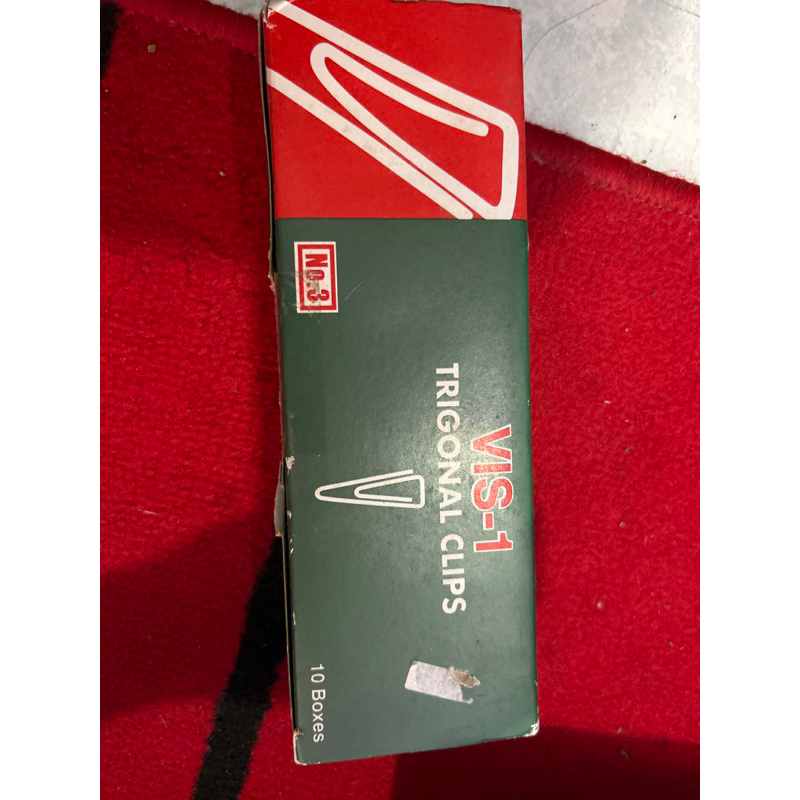 No.3
VIS-1
TRIGONAL CLIPS
10 Boxes